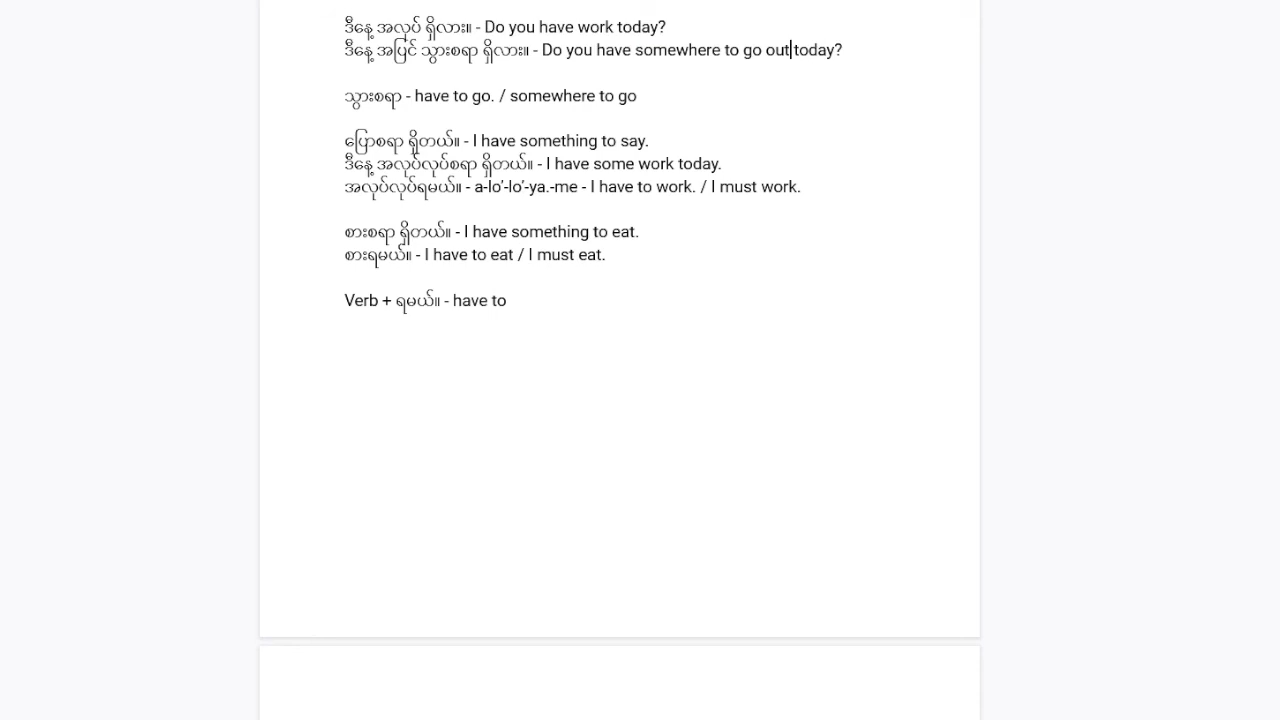 ဒီနေ့ အလုပ် ရှိလား။ - Do you have work today?
ဒီနေ့ အပြင် သွားစရာ ရှိလား။ - Do you have somewhere to go out today?
သွားစရာ - have to go. / somewhere to go
ပြောစရာ ရှိတယ်။ - I have something to say.
ဒီနေ့ အလုပ်လုပ်စရာ ရှိတယ်။ - I have some work today.
အလုပ်လုပ်ရမယ်။ - a-lo’-lo’-ya.-me - I have to work. / I must work.
စားစရာ ရှိတယ်။ - I have something to eat.
စားရမယ်။ - I have to eat / I must eat.
Verb + ရမယ်။ - have to